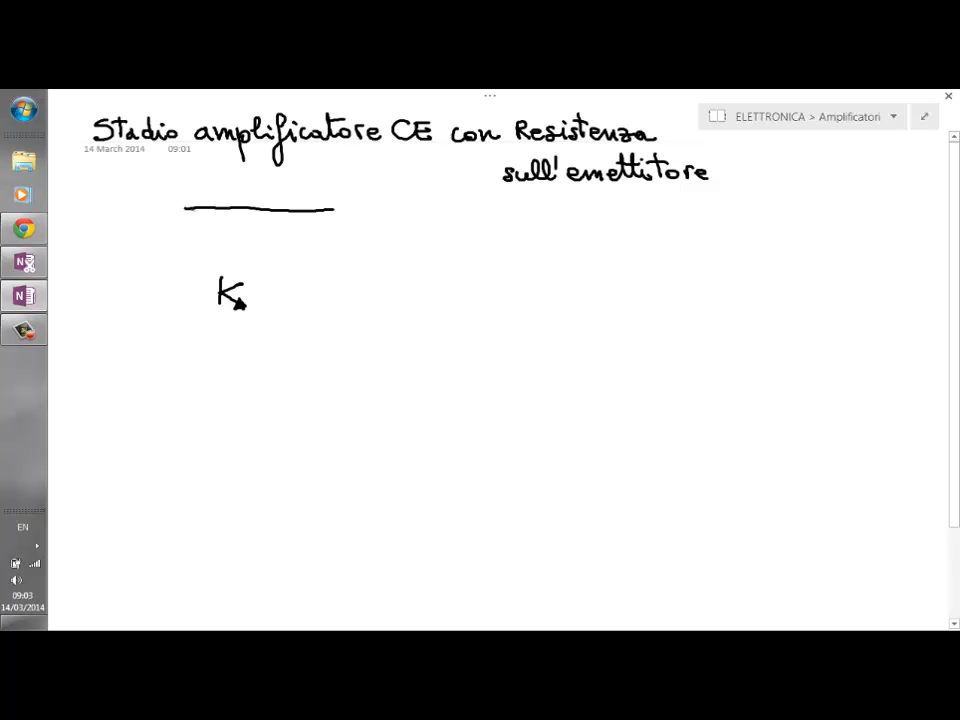 Stadio amplificatore CE con Resistenza
sull'emettitore
14 March 2014 09:01
ELETTRONICA > Amplificatori
EN
09:03
14/03/2014